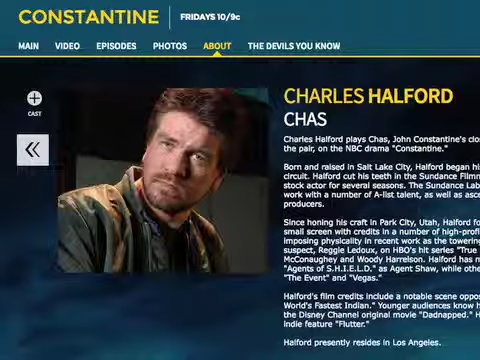 CONSTANTINE
FRIDAYS 10/9c
MAIN VIDEO EPISODES PHOTOS ABOUT THE DEVILS YOU KNOW
CAST
CHARLES HALFORD
CHAS
Charles Halford plays Chas, John Constantine's clo
the pair, on the NBC drama "Constantine."
Born and raised in Salt Lake City, Halford began his
circuit. Halford cut his teeth in the Sundance Filmm
stock actor for several seasons. The Sundance Lab
work with a number of A-list talent, as well as asce
producers.
Since honing his craft in Park City, Utah, Halford fo
small screen with credits in a number of high-profi
imposing physicality in recent work as the towering
suspect, Reggie Ledoux, on HBO's hit series "True
McConaughey and Woody Harrelson. Halford has m
"Agents of S.H.I.E.L.D." as Agent Shaw, while othe
"The Event" and "Vegas."
Halford's film credits include a notable scene oppos
World's Fastest Indian." Younger audiences know h
the Disney Channel original movie "Dadnapped." H
indie feature "Flutter."
Halford presently resides in Los Angeles.